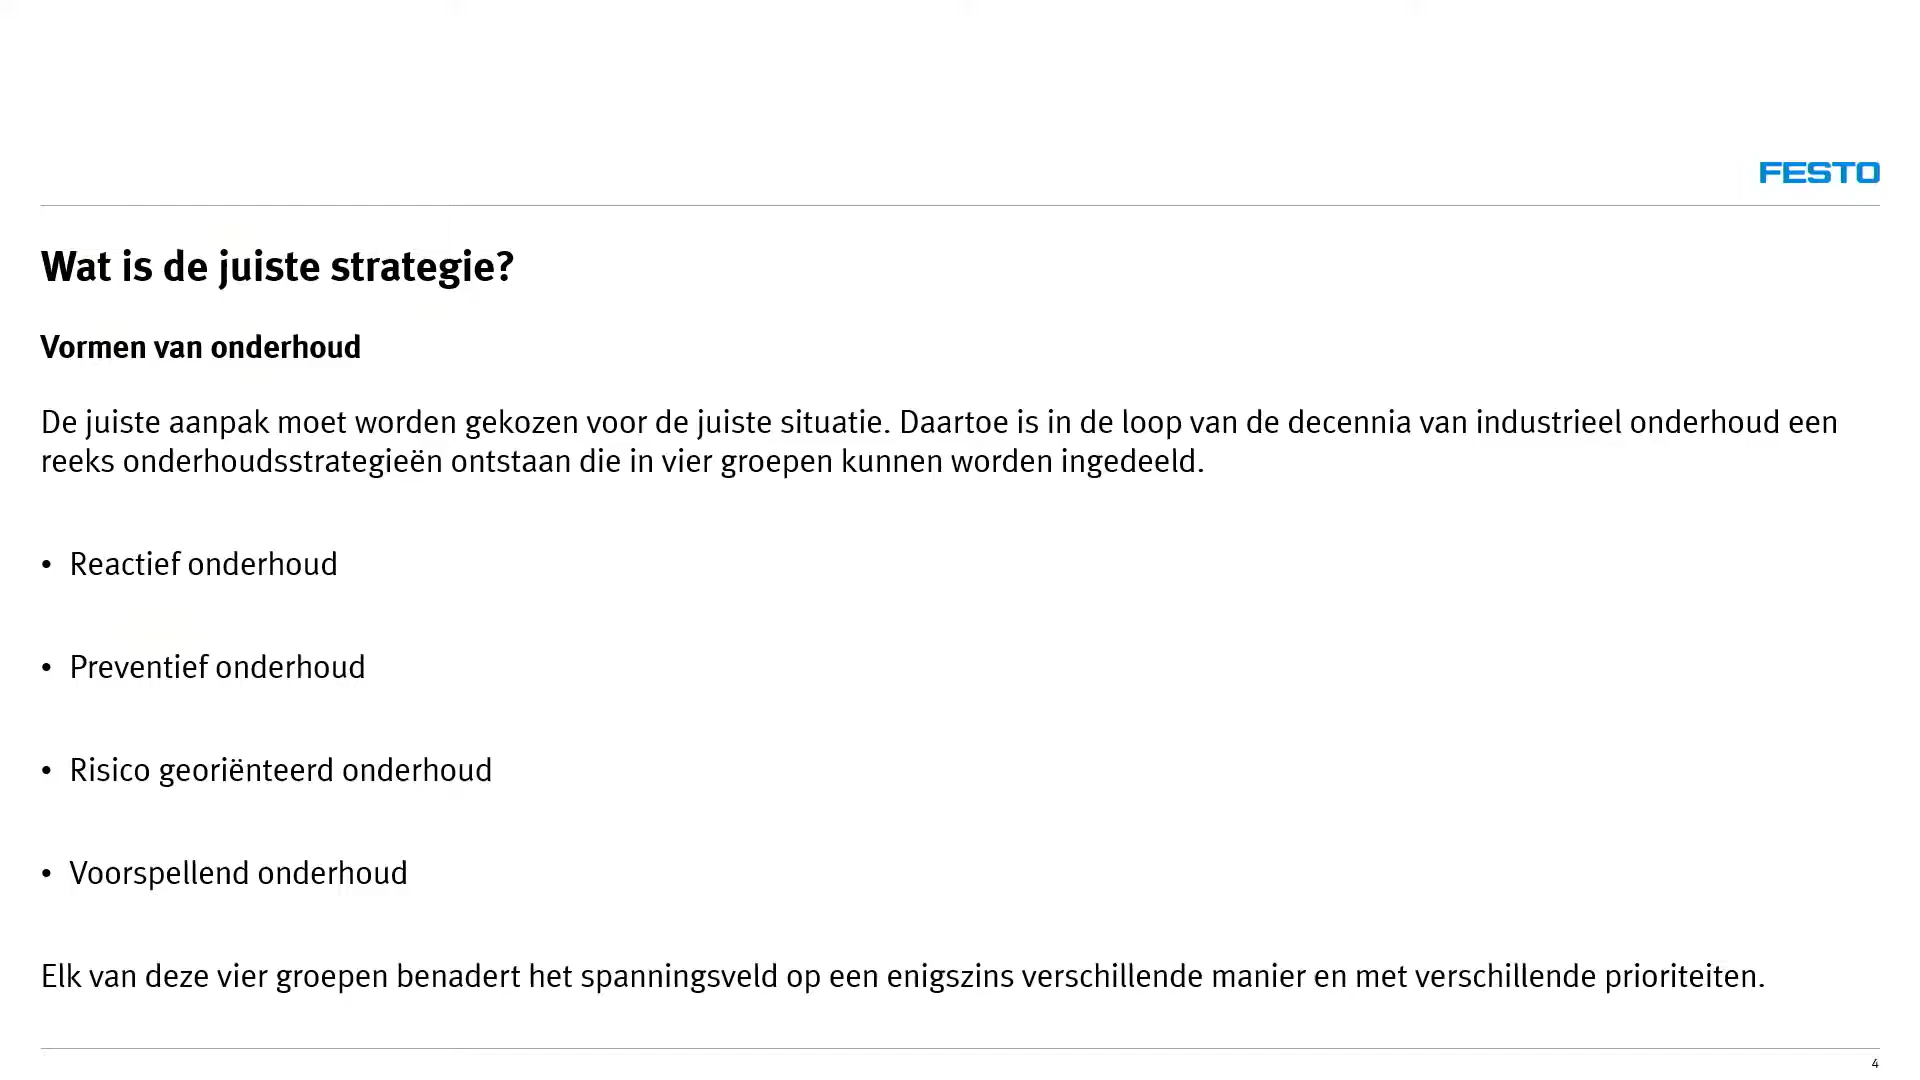 FESTO
Wat is de juiste strategie?
Vormen van onderhoud
De juiste aanpak moet worden gekozen voor de juiste situatie. Daartoe is in de loop van de decennia van industrieel onderhoud een
reeks onderhoudsstrategieën ontstaan die in vier groepen kunnen worden ingedeeld.
• Reactief onderhoud
• Preventief onderhoud
• Risico georiënteerd onderhoud
• Voorspellend onderhoud
Elk van deze vier groepen benadert het spanningsveld op een enigszins verschillende manier en met verschillende prioriteiten.
4